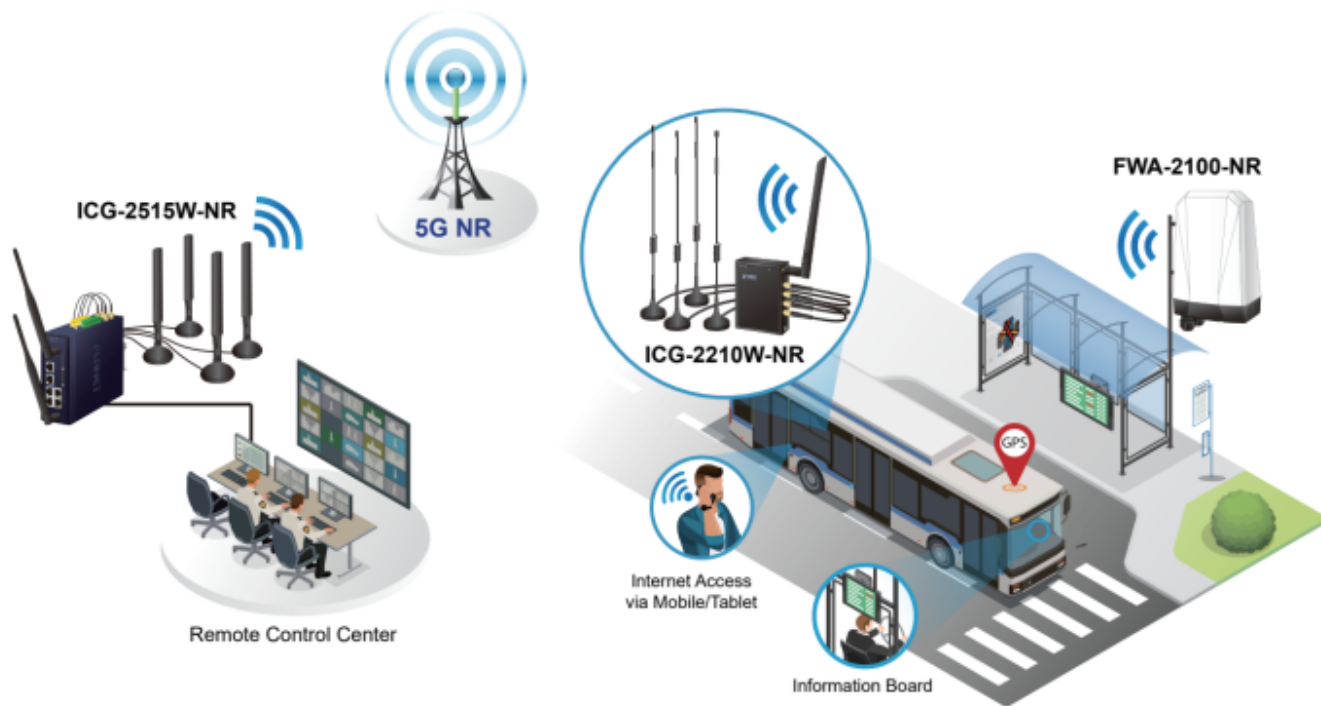 5G NR
ICG-2515W-NR
PLANET
Remote Control Center
ICG-2210W-NR
FWA-2100-NR
GPS
Internet Access
via Mobile/Tablet
Information Board